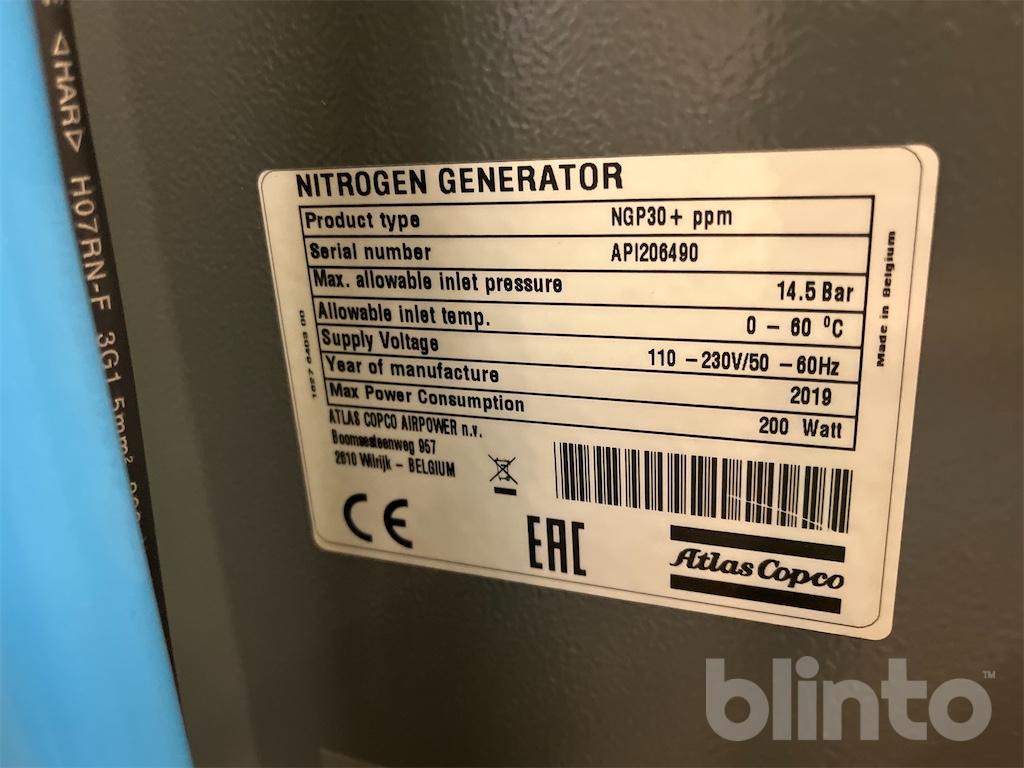 ◁HAR▷ H07RN-F 3G1.5mm²
NITROGEN GENERATOR
Product type NGP30+ ppm
Serial number API206490
Max. allowable inlet pressure 14.5 Bar
Allowable inlet temp. 0 - 60 ⁰C
Supply Voltage 110 - 230V/50 - 60Hz
Year of manufacture 2019
Max Power Consumption 200 Watt
ATLAS COPCO AIRPOWER n.v.
Boomsesteenweg 957
2610 Wilrijk - BELGIUM
CE
EAC
Atlas Copco
Made in Belgium
blinto™